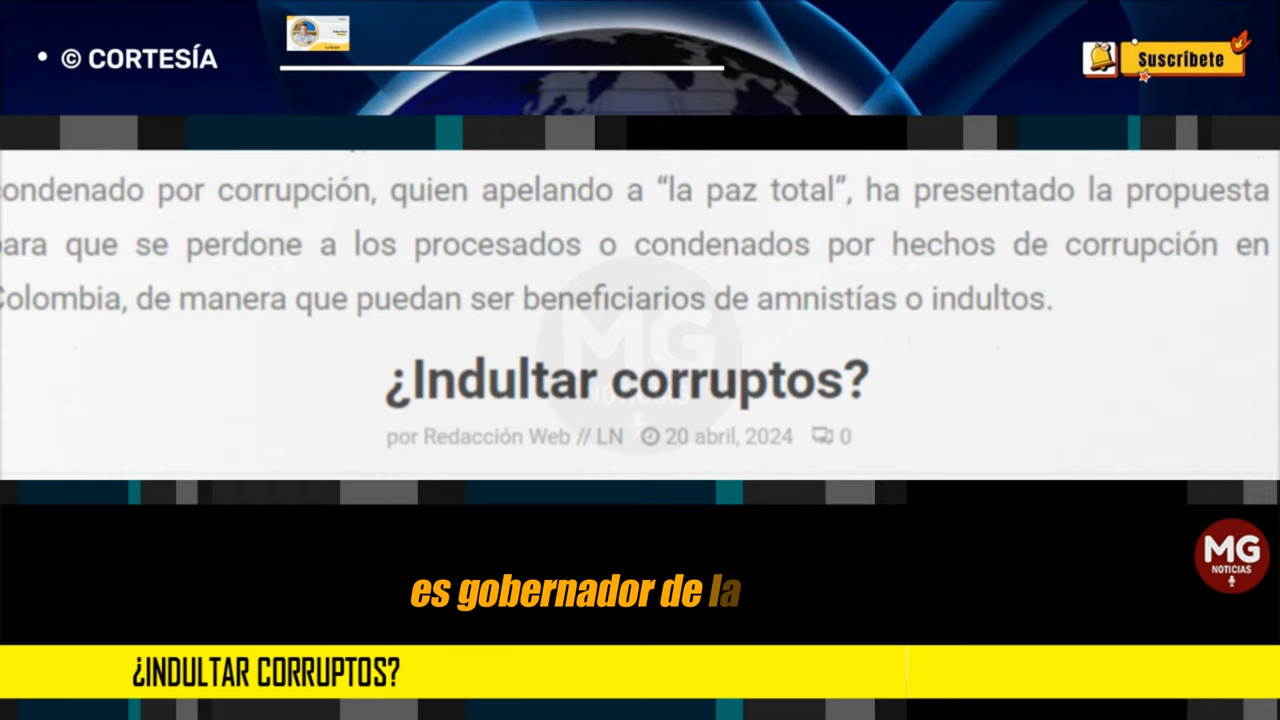 • © CORTESÍA
Suscríbete
condenado por corrupción, quien apelando a “la paz total”, ha presentado la propuesta
para que se perdone a los procesados o condenados por hechos de corrupción en
Colombia, de manera que puedan ser beneficiarios de amnistías o indultos.
¿Indultar corruptos?
por Redacción Web // LN 20 abril, 2024 0
MG
NOTICIAS
es gobernador de la
¿INDULTAR CORRUPTOS?